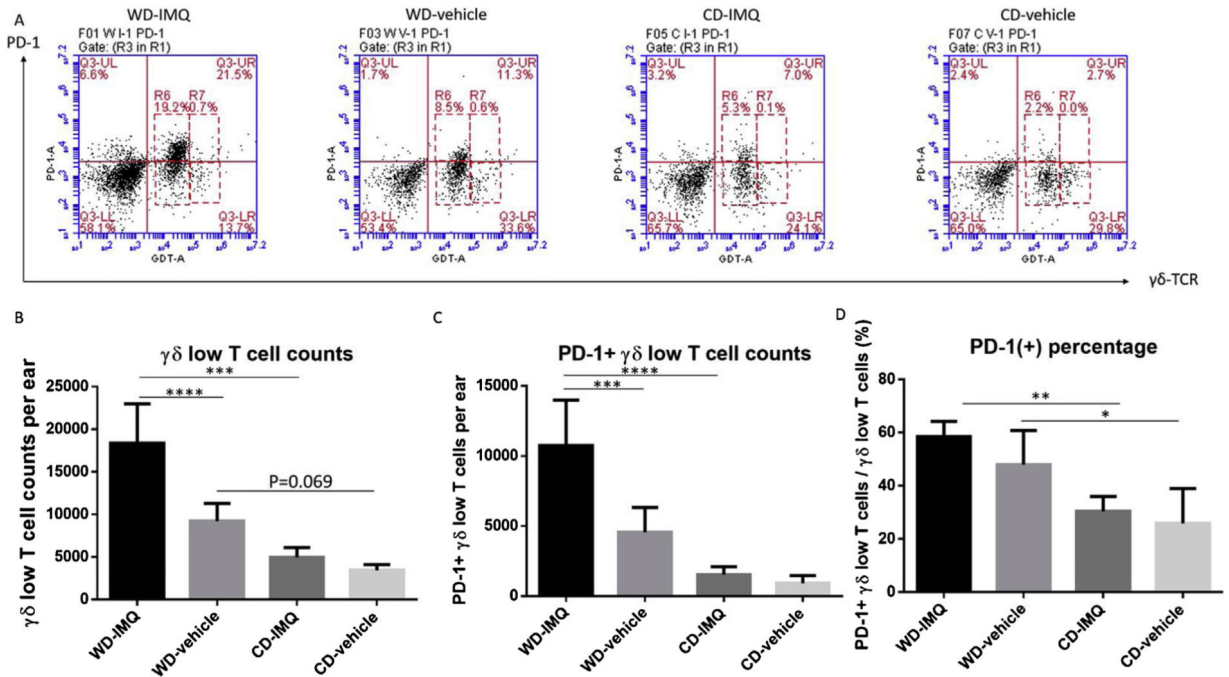 A
PD-1
WD-IMQ
F01 W I-1 PD-1
Gate: (R3 in R1)
Q3-UL
6.6%
Q3-UR
21.5%
R6
19.2%
R7
0.7%
Q3-LL
58.1%
Q3-LR
13.7%
PD-1-A
GDT-A
WD-vehicle
F03 W V-1 PD-1
Gate: (R3 in R1)
Q3-UL
1.7%
Q3-UR
11.3%
R6
8.5%
R7
0.6%
Q3-LL
53.4%
Q3-LR
33.6%
PD-1-A
GDT-A
CD-IMQ
F05 C I-1 PD-1
Gate: (R3 in R1)
Q3-UL
3.2%
Q3-UR
7.0%
R6
5.3%
R7
0.1%
Q3-LL
65.7%
Q3-LR
24.1%
PD-1-A
GDT-A
CD-vehicle
F07 C V-1 PD-1
Gate: (R3 in R1)
Q3-UL
2.4%
Q3-UR
2.7%
R6
2.2%
R7
0.0%
Q3-LL
65.0%
Q3-LR
29.8%
PD-1-A
GDT-A
γδ-TCR
B
γδ low T cell counts
γδ low T cell counts per ear
25000
20000
15000
10000
5000
0
***
****
P=0.069
WD-IMQ
WD-vehicle
CD-IMQ
CD-vehicle
C
PD-1+ γδ low T cell counts
PD-1+ γδ low T cells per ear
15000
10000
5000
0
****
***
WD-IMQ
WD-vehicle
CD-IMQ
CD-vehicle
D
PD-1(+) percentage
PD-1+ γδ low T cells / γδ low T cells (%)
80
60
40
20
0
**
*
WD-IMQ
WD-vehicle
CD-IMQ
CD-vehicle